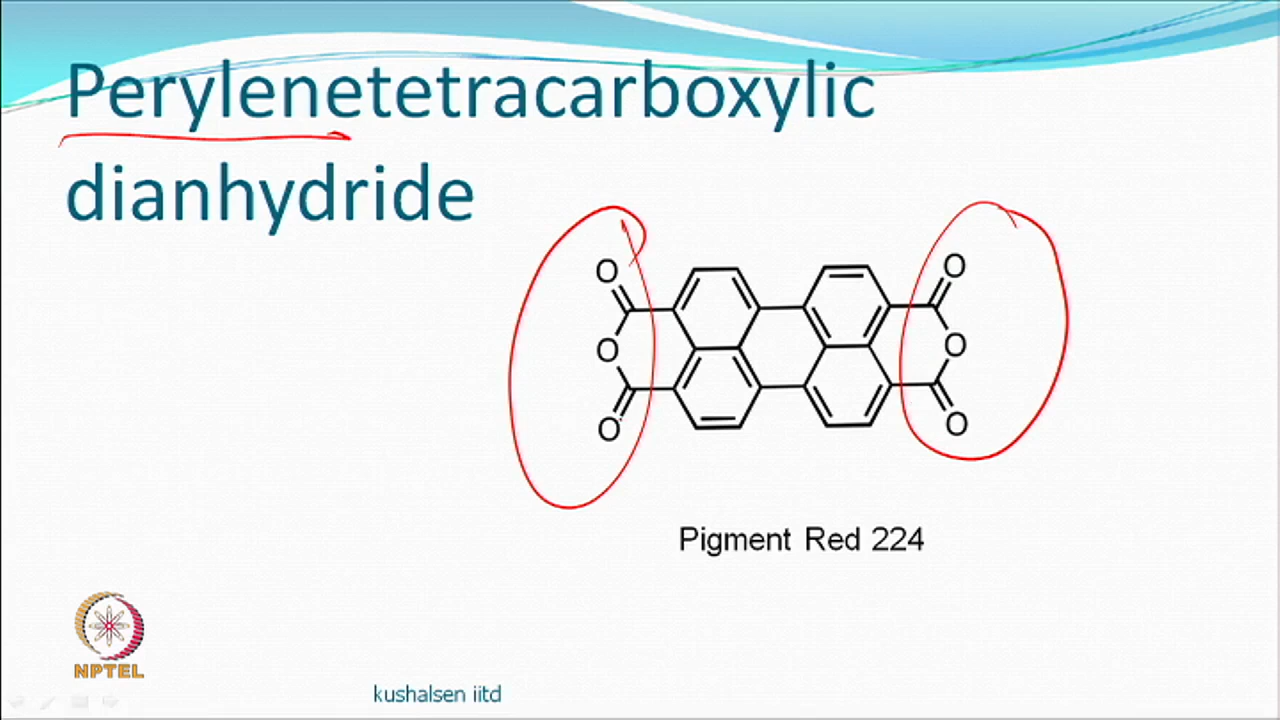 Perylenetetracarboxylic
dianhydride
O
O
O
O
O
O
Pigment Red 224
NPTEL
kushalsen iitd